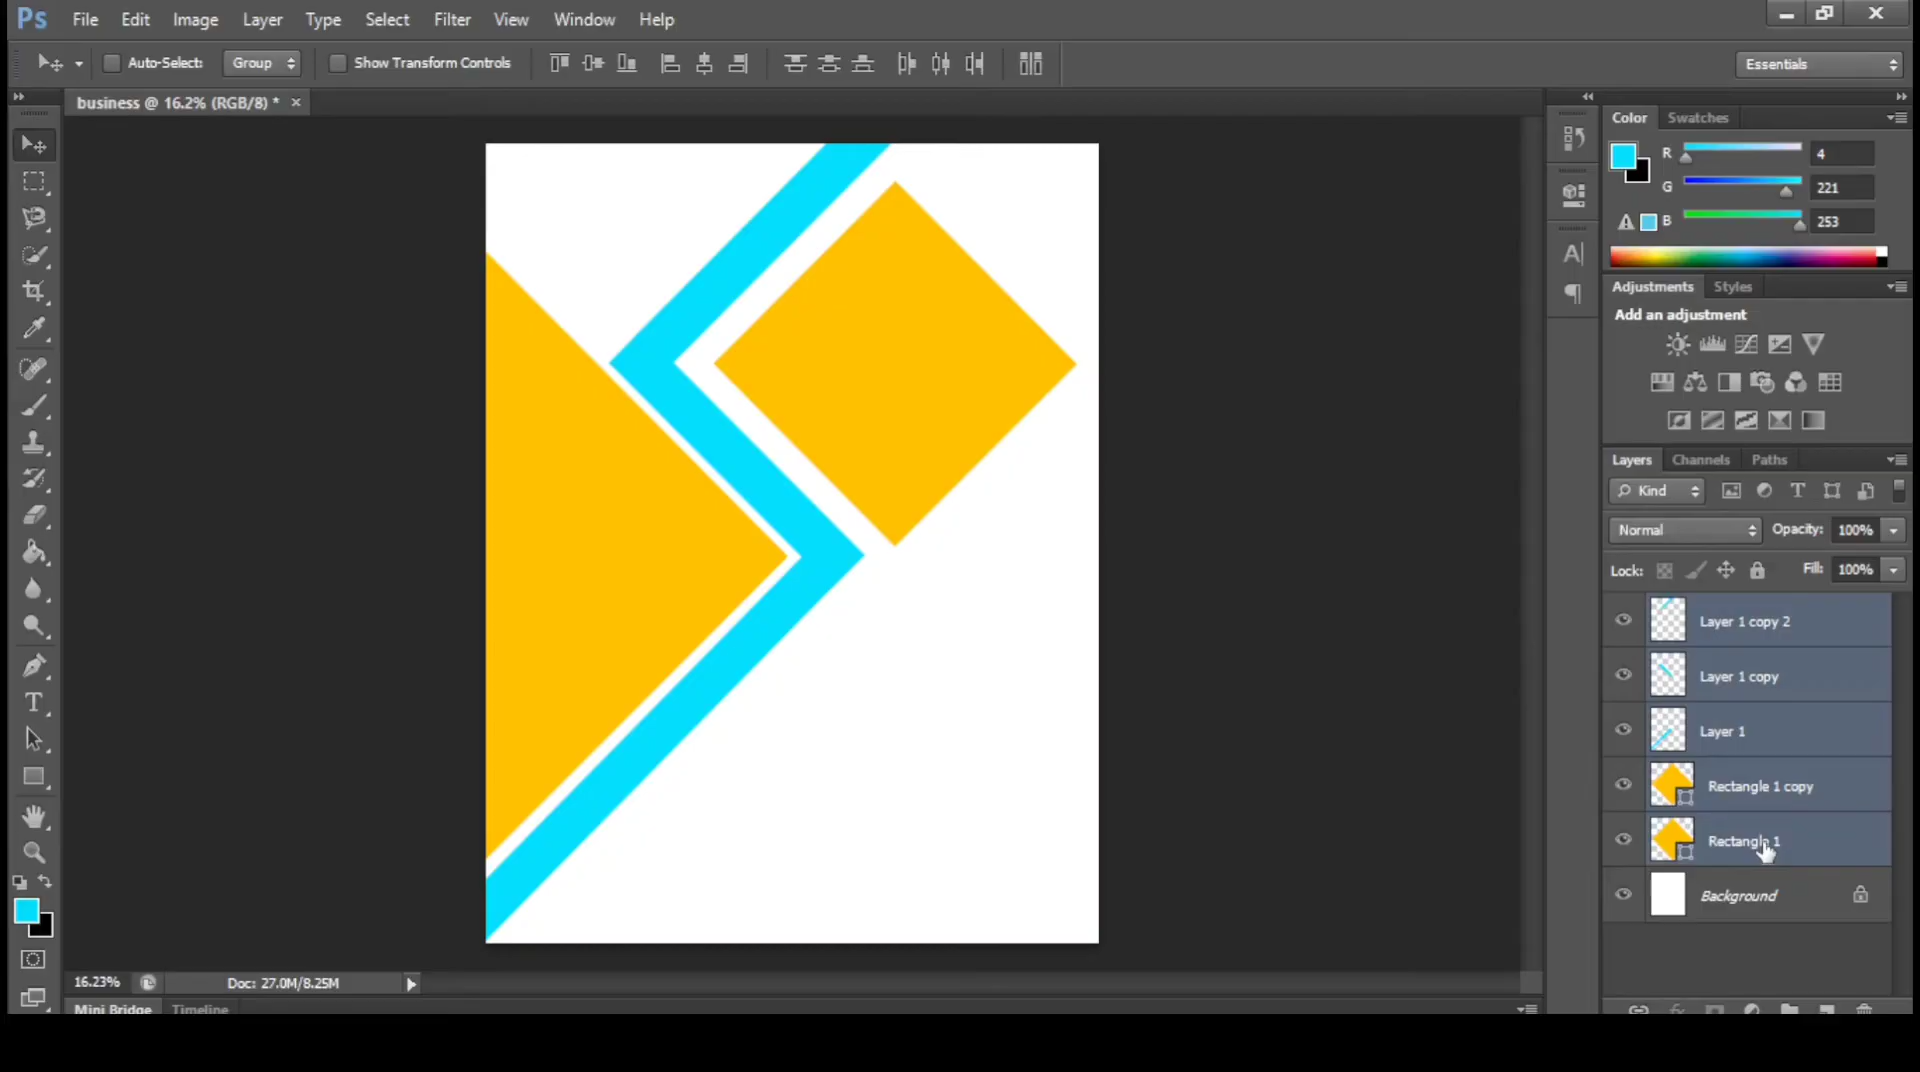 Ps File Edit Image Layer Type Select Filter View Window Help
Auto-Select: Group Show Transform Controls Essentials
business @ 16.2% (RGB/8) * ×
Color Swatches
R 4
G 221
B 253
Adjustments Styles
Add an adjustment
Layers Channels Paths
Kind
Normal Opacity: 100%
Lock: Fill: 100%
Layer 1 copy 2
Layer 1 copy
Layer 1
Rectangle 1 copy
Rectangle 1
Background
16.23% Doc: 27.0M/8.25M
Mini Bridge Timeline